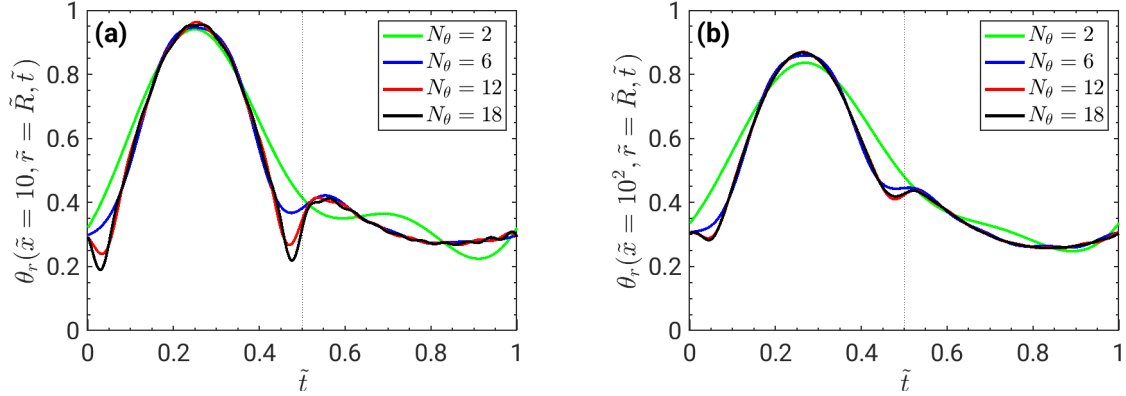 (a)
N_θ = 2
N_θ = 6
N_θ = 12
N_θ = 18
θ_r(x̃ = 10, r̃ = R̃, t̃)
1
0.8
0.6
0.4
0.2
0
0 0.2 0.4 0.6 0.8 1
t̃
(b)
N_θ = 2
N_θ = 6
N_θ = 12
N_θ = 18
θ_r(x̃ = 10², r̃ = R̃, t̃)
1
0.8
0.6
0.4
0.2
0
0 0.2 0.4 0.6 0.8 1
t̃